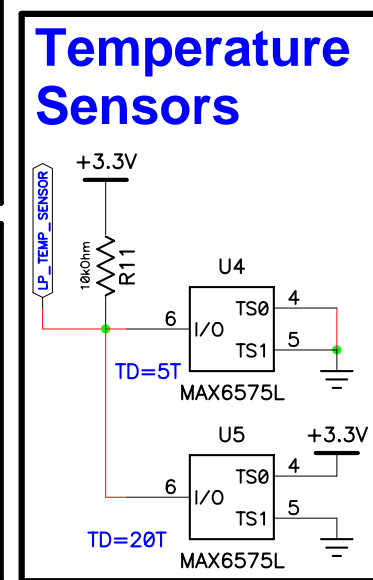 Temperature
Sensors
+3.3V
LP_TEMP_SENSOR
10kOhm
R11
U4
TS0
4
6
I/O
TS1
5
TD=5T
MAX6575L
U5
+3.3V
TS0
4
6
I/O
TS1
5
TD=20T
MAX6575L